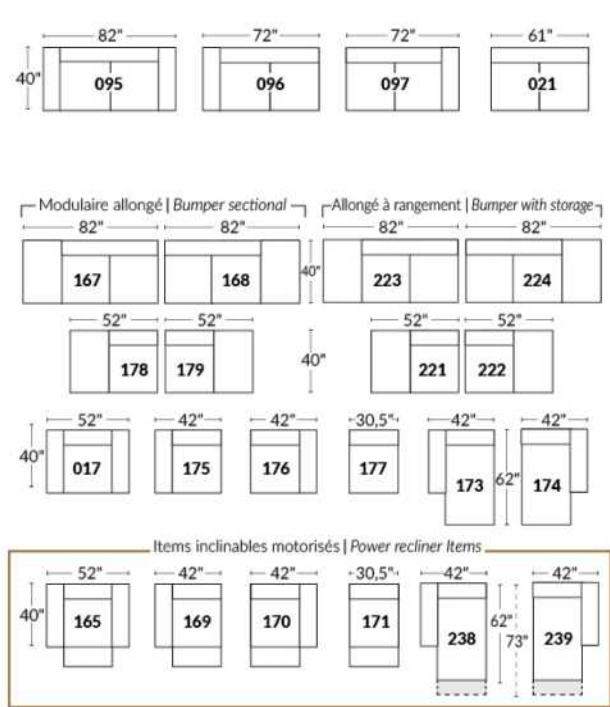 82" 72" 72" 61"
40" 095 096 097 021
Modulaire allongé | Bumper sectional Allongé à rangement | Bumper with storage
82" 82" 82" 82"
167 168 40" 223 224
52" 52" 52" 52"
178 179 40" 221 222
52" 42" 42" 30,5" 42" 42"
40" 017 175 176 177 173 62" 174
Items inclinables motorisés | Power recliner Items
52" 42" 42" 30,5" 42" 42"
40" 165 169 170 171 238 62" 73" 239